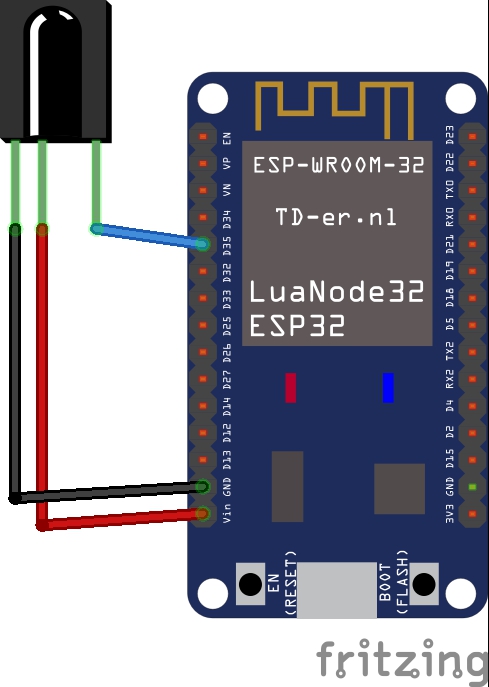 ESP-WROOM-32
TD-er.nl
LuaNode32
ESP32
EN
VP
VN
D34
D35
D32
D33
D25
D26
D27
D14
D12
D13
GND
Vin
D23
D22
TX0
RX0
D21
D19
D18
D5
TX2
RX2
D4
D2
D15
GND
3V3
EN
(RESET)
BOOT
(FLASH)
fritzing